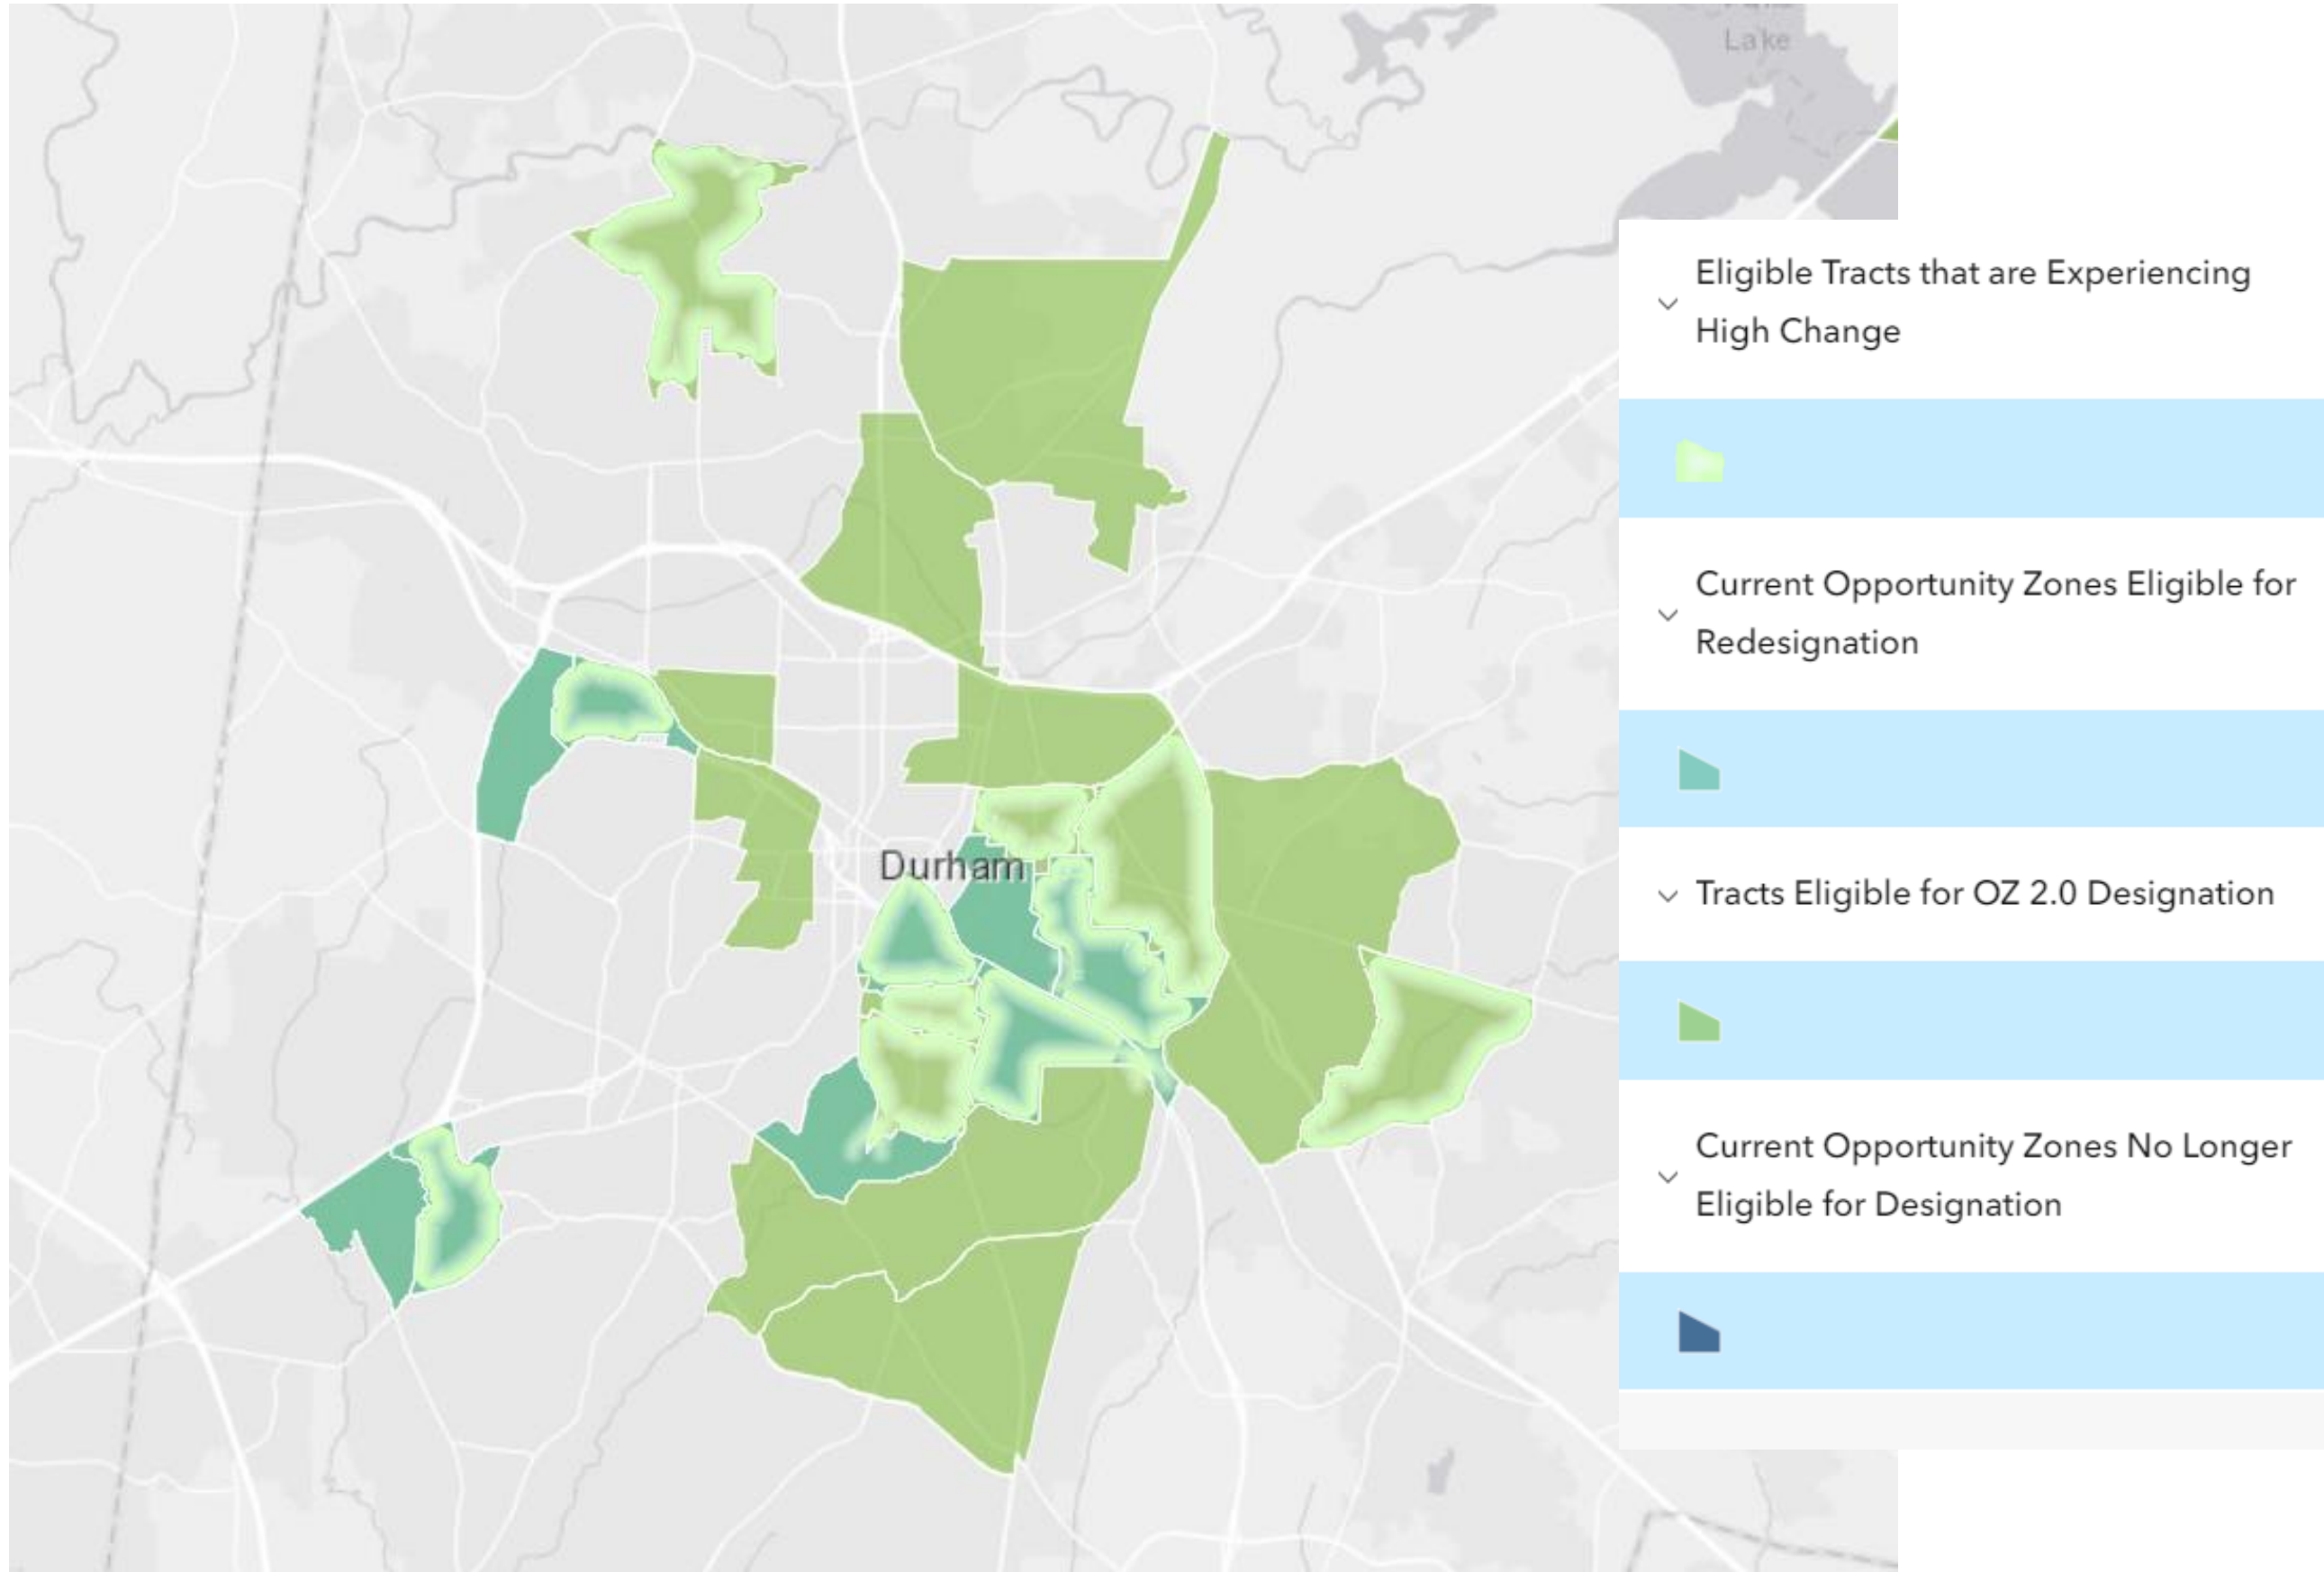 Lake
Durham
Eligible Tracts that are Experiencing
High Change
Current Opportunity Zones Eligible for
Redesignation
Tracts Eligible for OZ 2.0 Designation
Current Opportunity Zones No Longer
Eligible for Designation